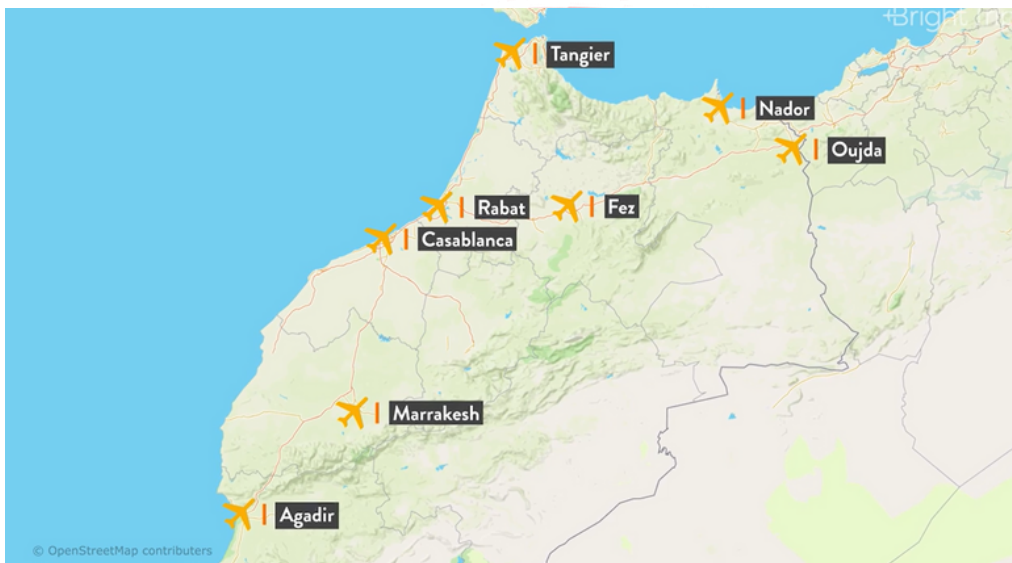 Tangier
Nador
Oujda
Rabat
Fez
Casablanca
Marrakesh
Agadir
© OpenStreetMap contributors